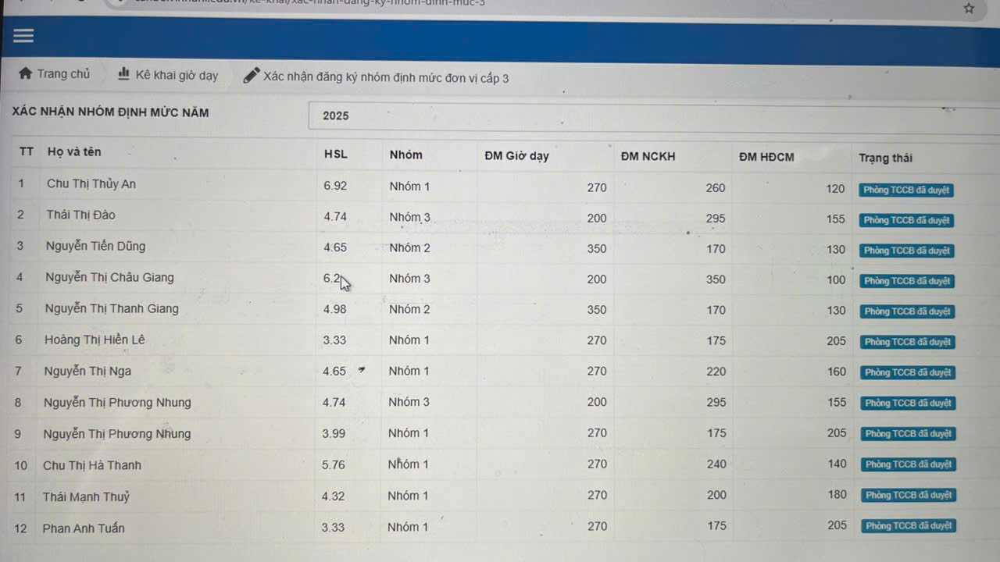 Trang chủ Kê khai giờ dạy Xác nhận đăng ký nhóm định mức đơn vị cấp 3
XÁC NHẬN NHÓM ĐỊNH MỨC NĂM 2025
TT Họ và tên HSL Nhóm ĐM Giờ dạy ĐM NCKH ĐM HĐCM Trạng thái
1 Chu Thị Thủy An 6.92 Nhóm 1 270 260 120 Phòng TCCB đã duyệt
2 Thái Thị Đào 4.74 Nhóm 3 200 295 155 Phòng TCCB đã duyệt
3 Nguyễn Tiến Dũng 4.65 Nhóm 2 350 170 130 Phòng TCCB đã duyệt
4 Nguyễn Thị Châu Giang 6.2 Nhóm 3 200 350 100 Phòng TCCB đã duyệt
5 Nguyễn Thị Thanh Giang 4.98 Nhóm 2 350 170 130 Phòng TCCB đã duyệt
6 Hoàng Thị Hiền Lê 3.33 Nhóm 1 270 175 205 Phòng TCCB đã duyệt
7 Nguyễn Thị Nga 4.65 Nhóm 1 270 220 160 Phòng TCCB đã duyệt
8 Nguyễn Thị Phương Nhung 4.74 Nhóm 3 200 295 155 Phòng TCCB đã duyệt
9 Nguyễn Thị Phương Nhung 3.99 Nhóm 1 270 175 205 Phòng TCCB đã duyệt
10 Chu Thị Hà Thanh 5.76 Nhóm 1 270 240 140 Phòng TCCB đã duyệt
11 Thái Mạnh Thuỷ 4.32 Nhóm 1 270 200 180 Phòng TCCB đã duyệt
12 Phan Anh Tuấn 3.33 Nhóm 1 270 175 205 Phòng TCCB đã duyệt